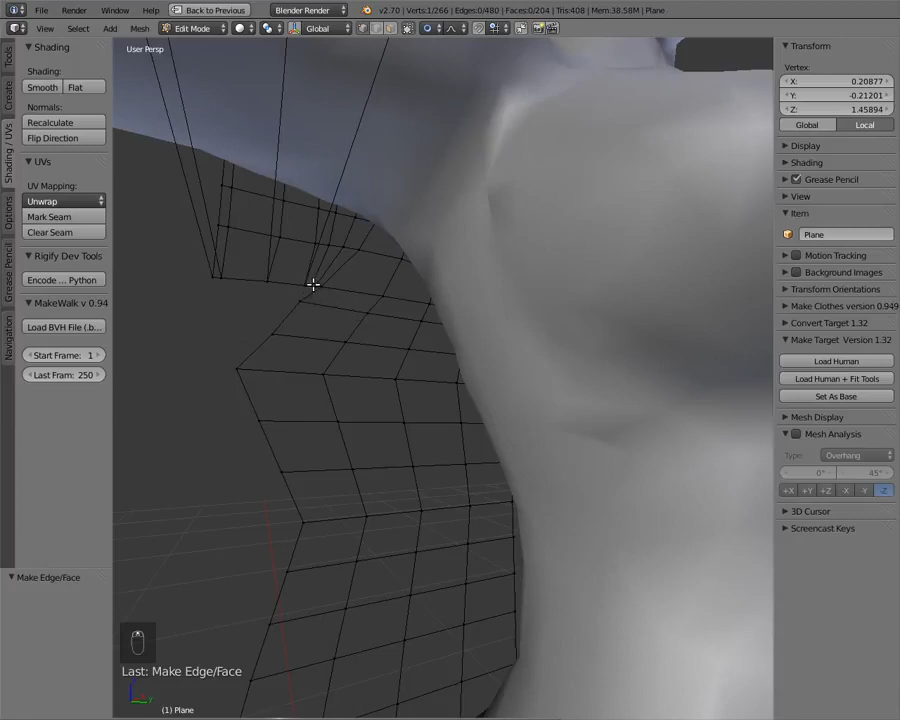 File Render Window Help Back to Previous Blender Render v2.70 | Verts:1/266 | Edges:0/480 | Faces:0/204 | Tris:408 | Mem:38.58M | Plane
View Select Add Mesh Edit Mode Global
User Persp
Tools
Create
Shading / UVs
Options
Grease Pencil
Navigation
Shading
Shading:
Smooth Flat
Normals:
Recalculate
Flip Direction
UVs
UV Mapping:
Unwrap
Mark Seam
Clear Seam
Rigify Dev Tools
Encode ... Python
MakeWalk v 0.94
Load BVH File (.b...
Start Frame: 1
Last Fram: 250
Make Edge/Face
Last: Make Edge/Face
(1) Plane
Transform
Vertex:
X: 0.20877
Y: -0.21201
Z: 1.45894
Global Local
Display
Shading
Grease Pencil
View
Item
Plane
Motion Tracking
Background Images
Transform Orientations
Make Clothes version 0.949
Convert Target 1.32
Make Target Version 1.32
Load Human
Load Human + Fit Tools
Set As Base
Mesh Display
Mesh Analysis
Type: Overhang
0° 45°
+X +Y +Z -X -Y -Z
3D Cursor
Screencast Keys